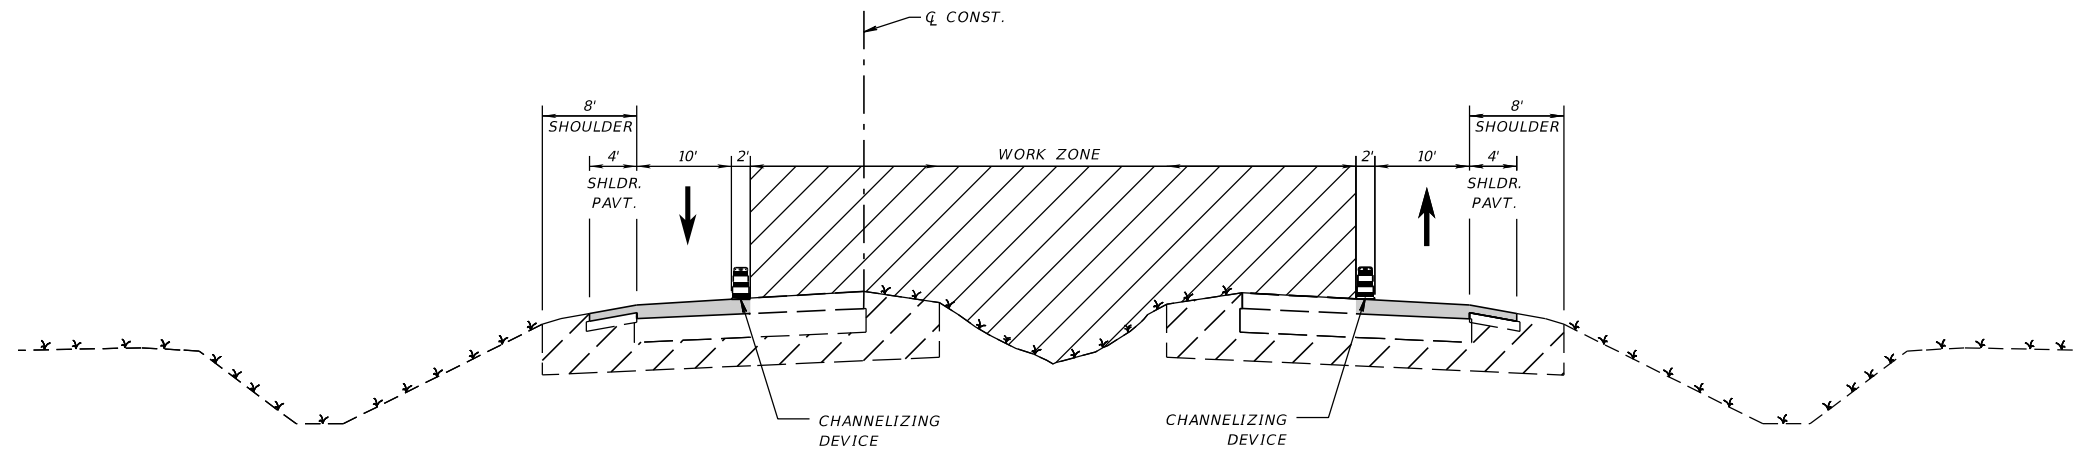 ℄ CONST.
8'
SHOULDER
8'
SHOULDER
4'
10'
2'
WORK ZONE
2'
10'
4'
SHLDR.
PAVT.
SHLDR.
PAVT.
CHANNELIZING
DEVICE
CHANNELIZING
DEVICE